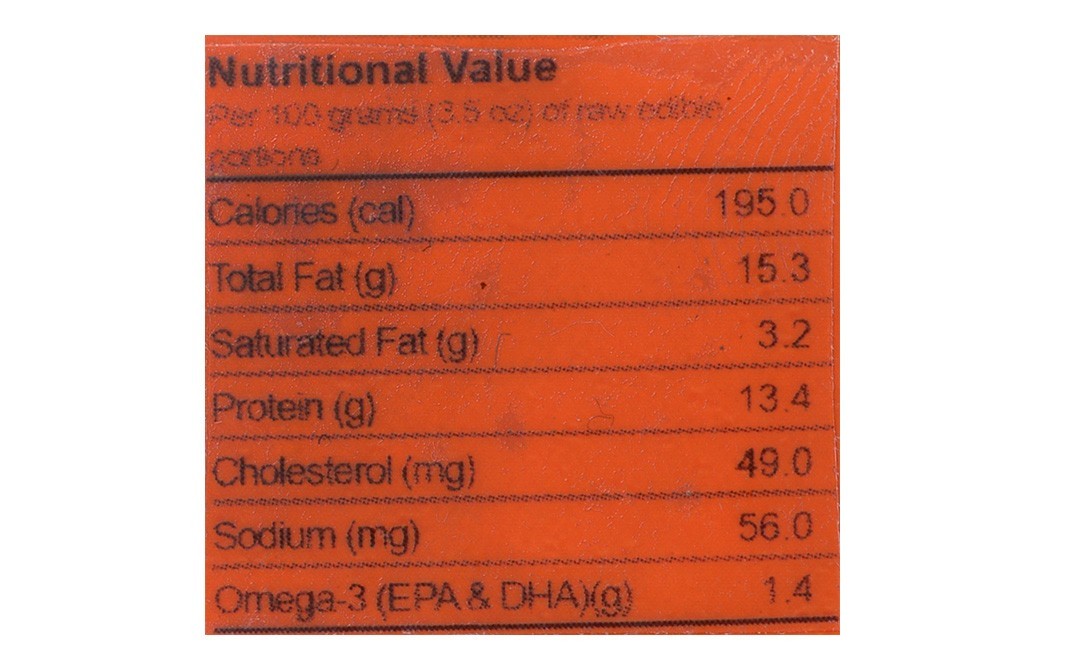 Nutritional Value
Per 100 grams (3.5 oz) of raw edible
portions
Calories (cal) 195.0
Total Fat (g) 15.3
Saturated Fat (g) 3.2
Protein (g) 13.4
Cholesterol (mg) 49.0
Sodium (mg) 56.0
Omega-3 (EPA & DHA)(g) 1.4